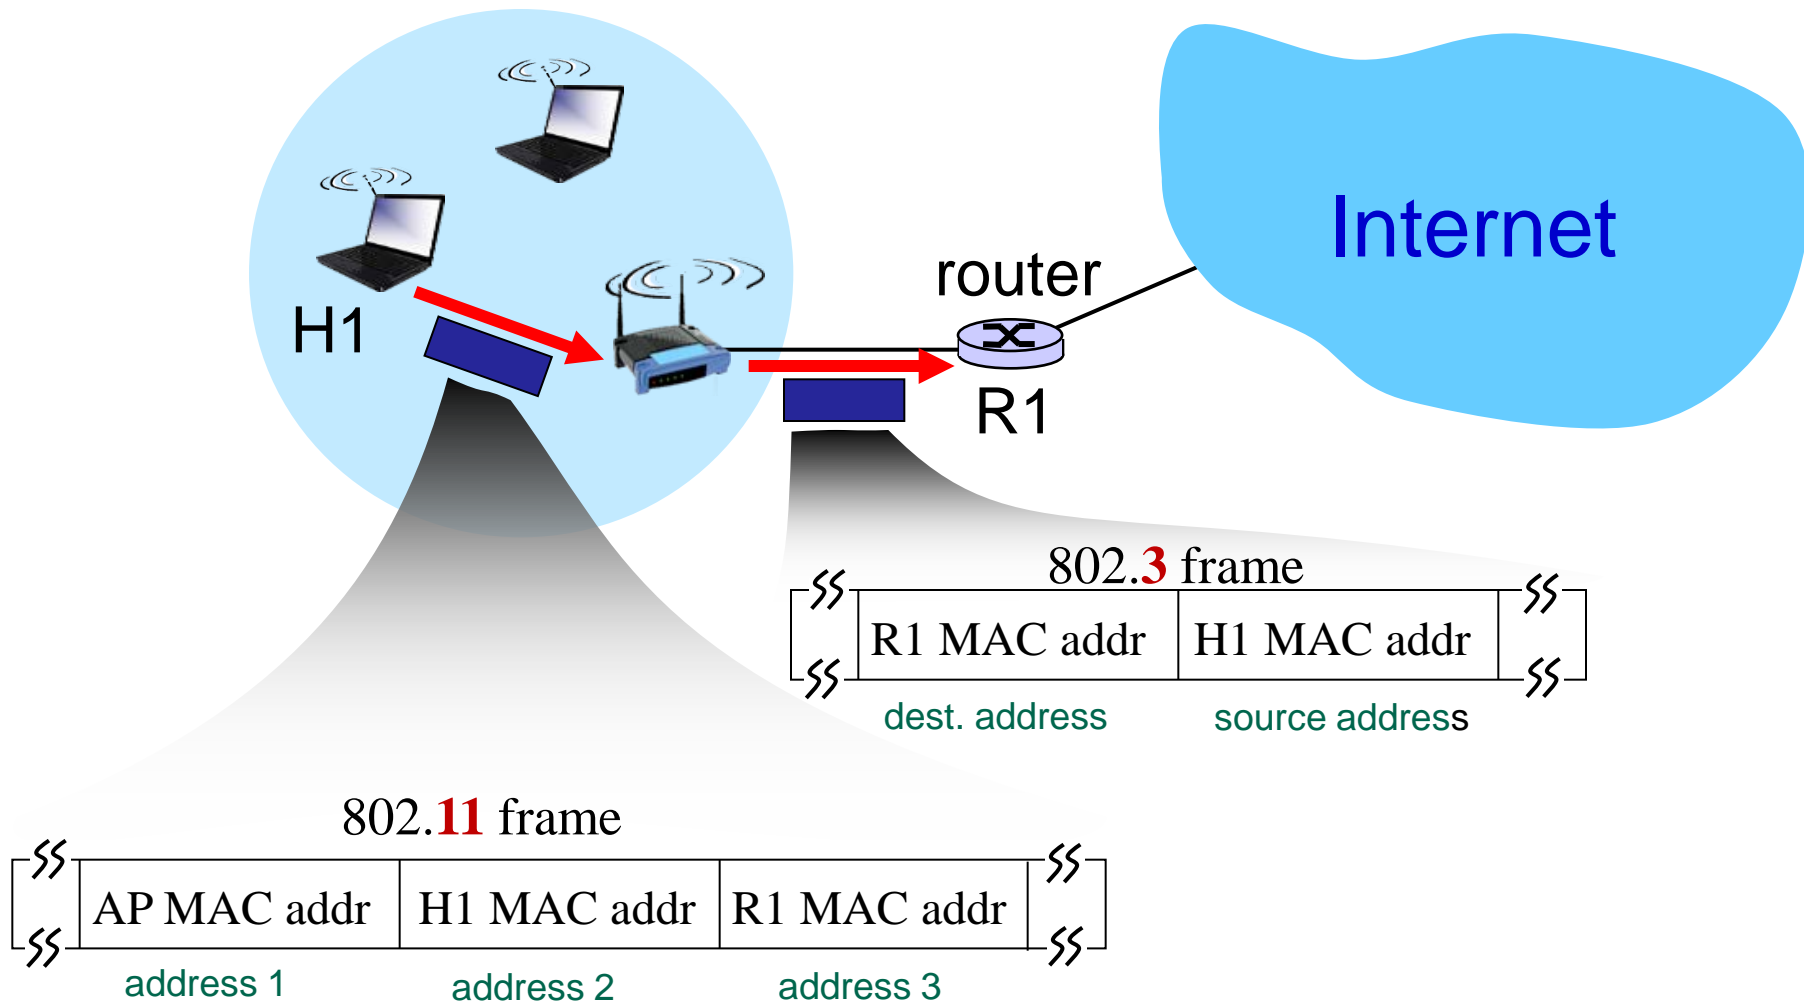 Internet
router
H1
R1
802.3 frame
R1 MAC addr H1 MAC addr
dest. address source address
802.11 frame
AP MAC addr H1 MAC addr R1 MAC addr
address 1 address 2 address 3